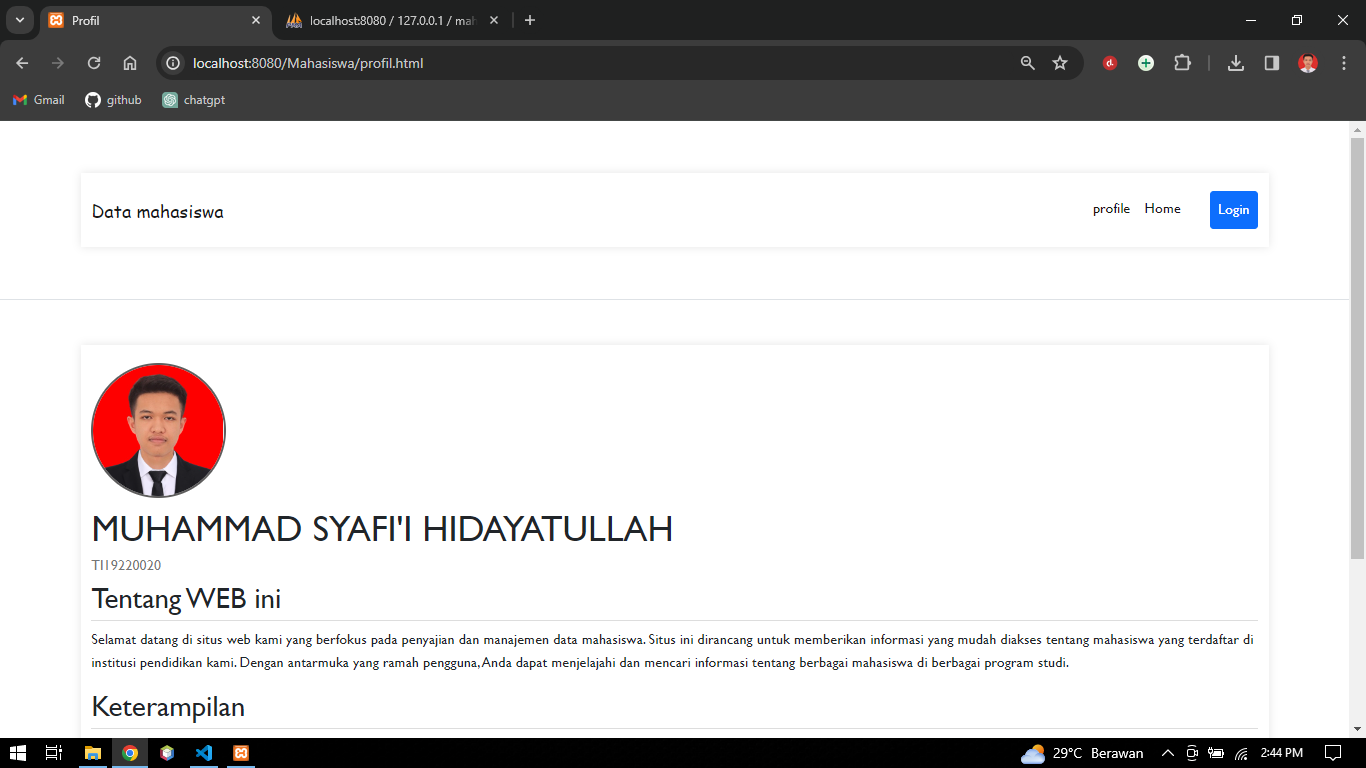 Profil
localhost:8080 / 127.0.0.1 / mah
localhost:8080/Mahasiswa/profil.html
Gmail
github
chatgpt
Data mahasiswa
profile
Home
Login
MUHAMMAD SYAFI'I HIDAYATULLAH
TI19220020
Tentang WEB ini
Selamat datang di situs web kami yang berfokus pada penyajian dan manajemen data mahasiswa. Situs ini dirancang untuk memberikan informasi yang mudah diakses tentang mahasiswa yang terdaftar di
institusi pendidikan kami. Dengan antarmuka yang ramah pengguna, Anda dapat menjelajahi dan mencari informasi tentang berbagai mahasiswa di berbagai program studi.
Keterampilan
29°C Berawan
2:44 PM